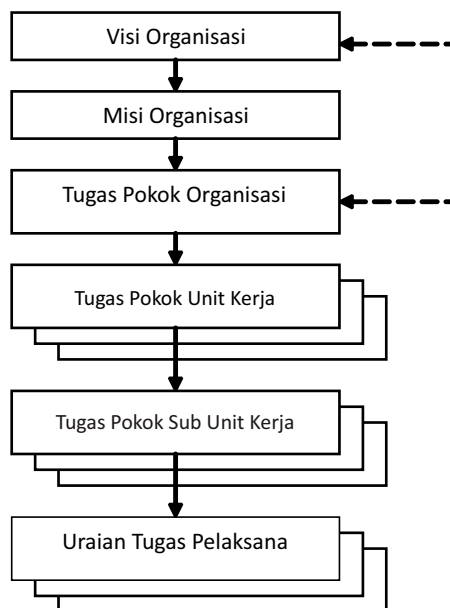 Visi Organisasi
Misi Organisasi
Tugas Pokok Organisasi
Tugas Pokok Unit Kerja
Tugas Pokok Sub Unit Kerja
Uraian Tugas Pelaksana